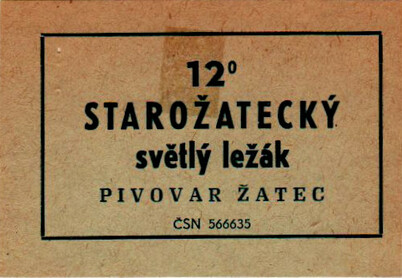 12°
STAROŽATECKÝ
světlý ležák
PIVOVAR ŽATEC
ČSN 566635